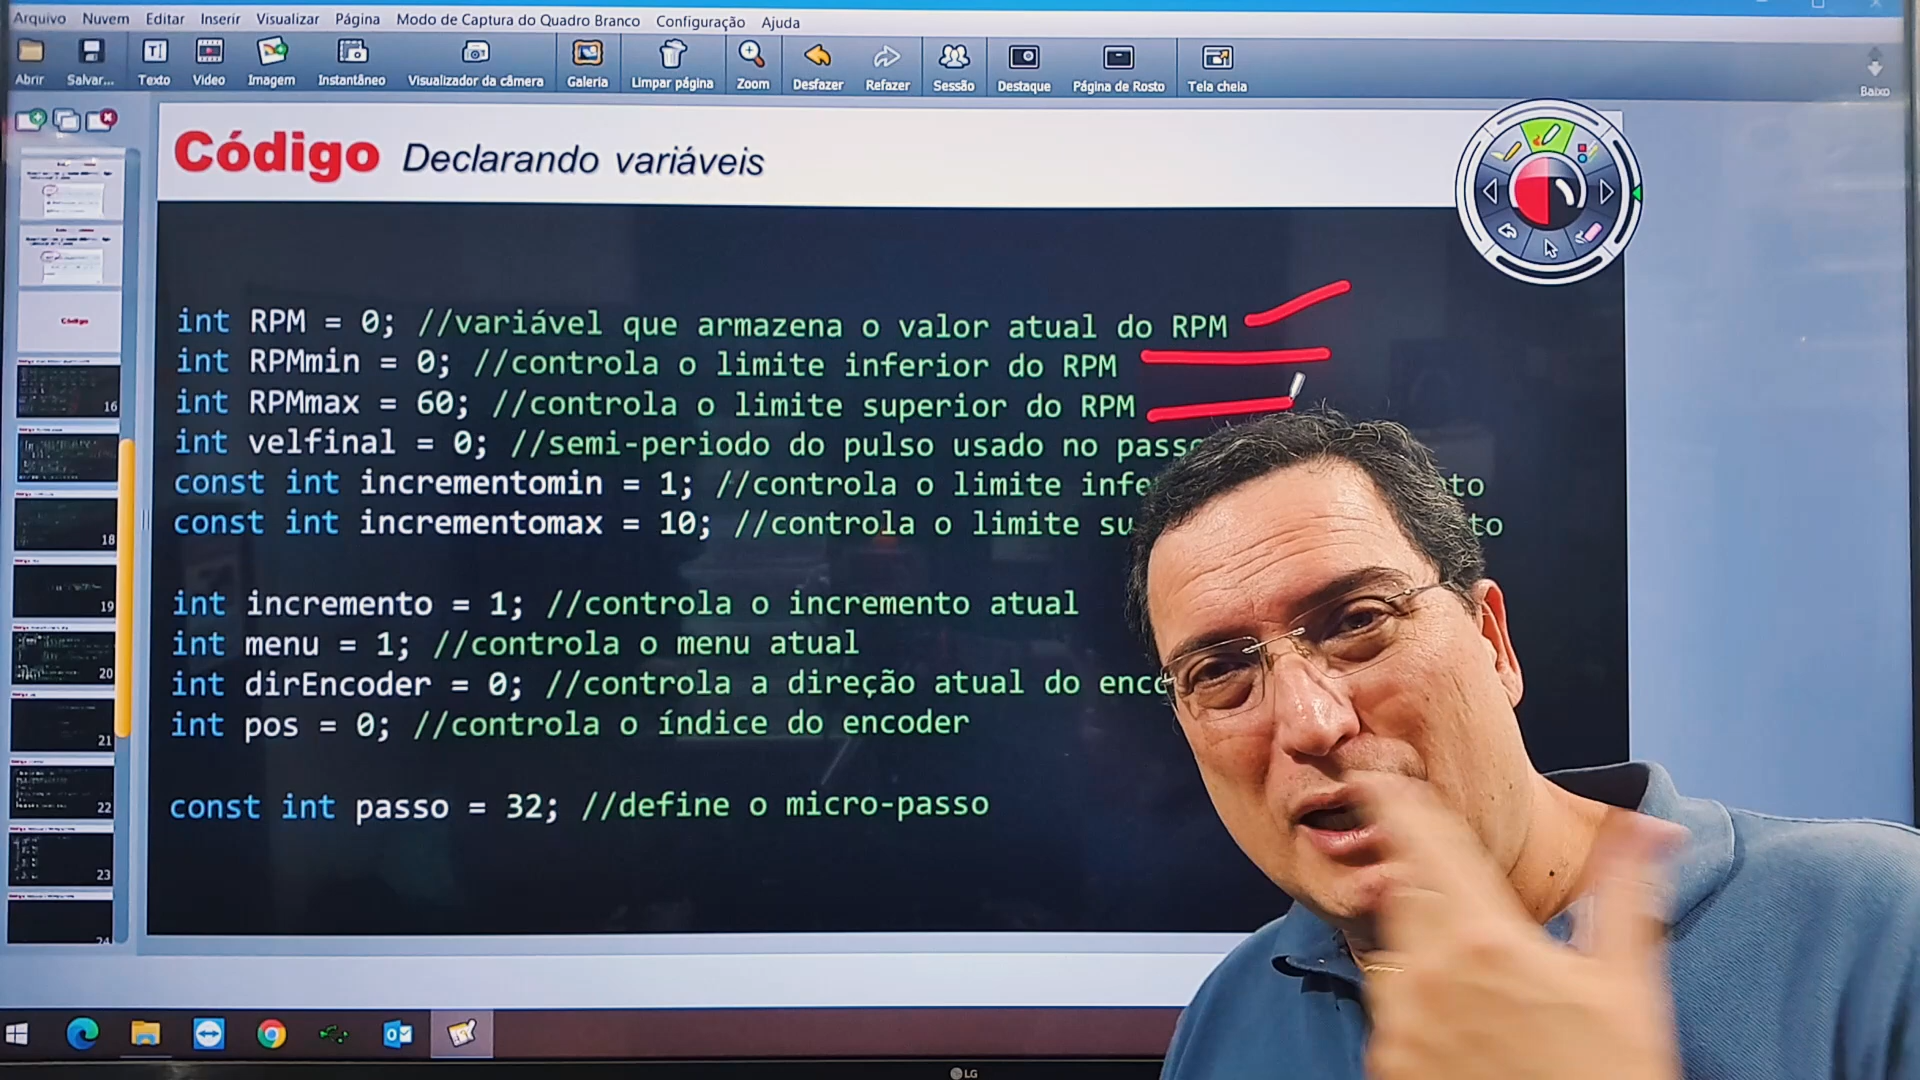 Arquivo Nuvem Editar Inserir Visualizar Página Modo de Captura do Quadro Branco Configuração Ajuda
Abrir Salvar... Texto Video Imagem Instantâneo Visualizador da câmera Galeria Limpar página Zoom Desfazer Refazer Sessão Destaque Página de Rosto Tela cheia Baixo
Código Declarando variáveis
int RPM = 0; //variável que armazena o valor atual do RPM
int RPMmin = 0; //controla o limite inferior do RPM
int RPMmax = 60; //controla o limite superior do RPM
int velfinal = 0; //semi-periodo do pulso usado no passo
const int incrementomin = 1; //controla o limite infe to
const int incrementomax = 10; //controla o limite su to
int incremento = 1; //controla o incremento atual
int menu = 1; //controla o menu atual
int dirEncoder = 0; //controla a direção atual do enco
int pos = 0; //controla o índice do encoder
const int passo = 32; //define o micro-passo
Código
16
18
19
20
21
22
23
24
LG